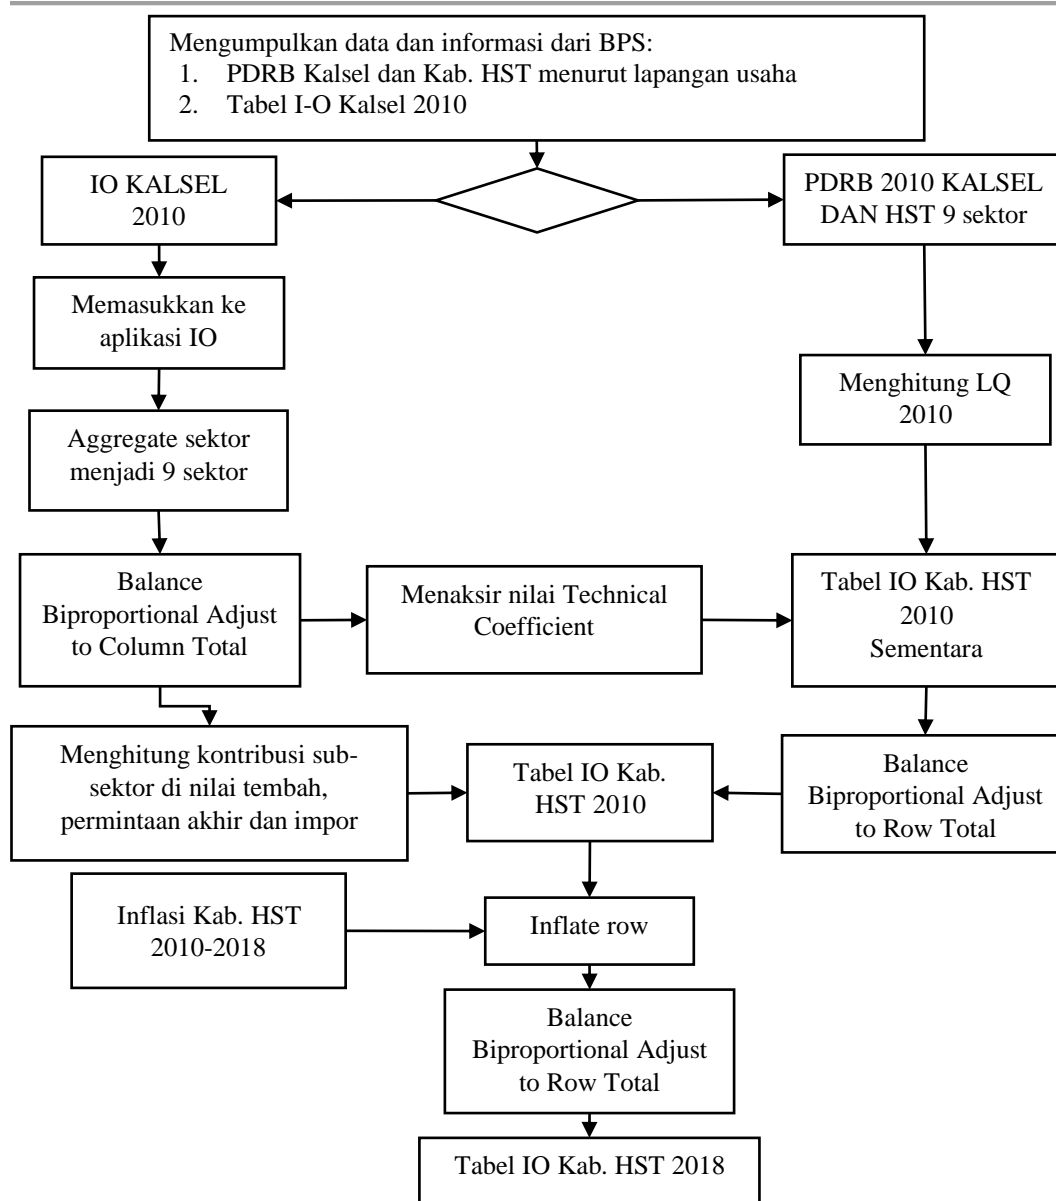 Mengumpulkan data dan informasi dari BPS:
1. PDRB Kalsel dan Kab. HST menurut lapangan usaha
2. Tabel I-O Kalsel 2010
IO KALSEL
2010
PDRB 2010 KALSEL
DAN HST 9 sektor
Memasukkan ke
aplikasi IO
Menghitung LQ
2010
Aggregate sektor
menjadi 9 sektor
Balance
Biproportional Adjust
to Column Total
Menaksir nilai Technical
Coefficient
Tabel IO Kab. HST
2010
Sementara
Menghitung kontribusi sub-
sektor di nilai tembah,
permintaan akhir dan impor
Tabel IO Kab.
HST 2010
Balance
Biproportional Adjust
to Row Total
Inflasi Kab. HST
2010-2018
Inflate row
Balance
Biproportional Adjust
to Row Total
Tabel IO Kab. HST 2018